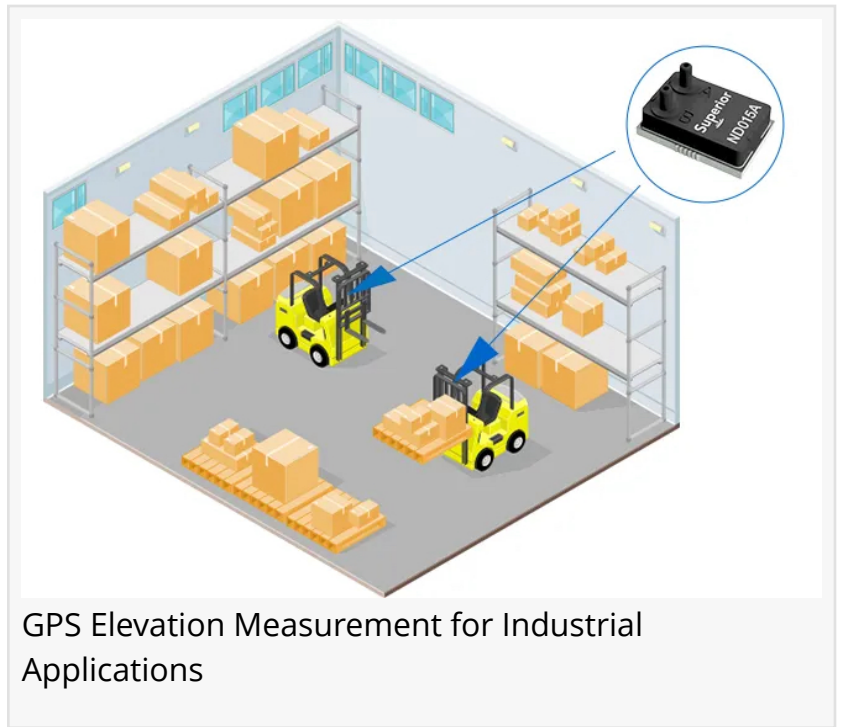 Superior
ND015A
GPS Elevation Measurement for Industrial
Applications